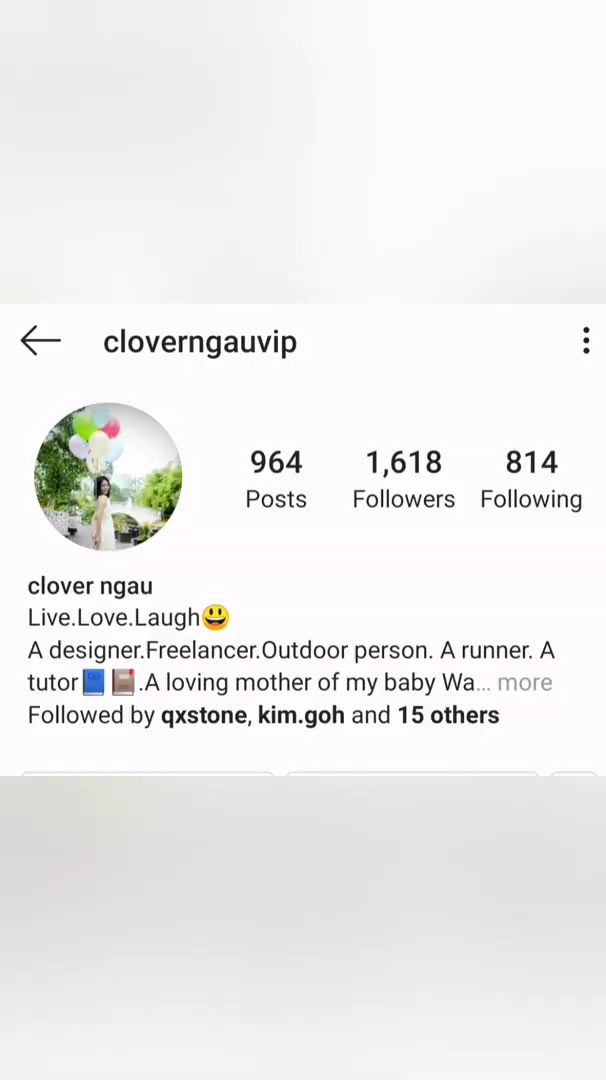 cloverngauvip
964 1,618 814
Posts Followers Following
clover ngau
Live.Love.Laugh😃
A designer.Freelancer.Outdoor person. A runner. A
tutor📘📔.A loving mother of my baby Wa... more
Followed by qxstone, kim.goh and 15 others